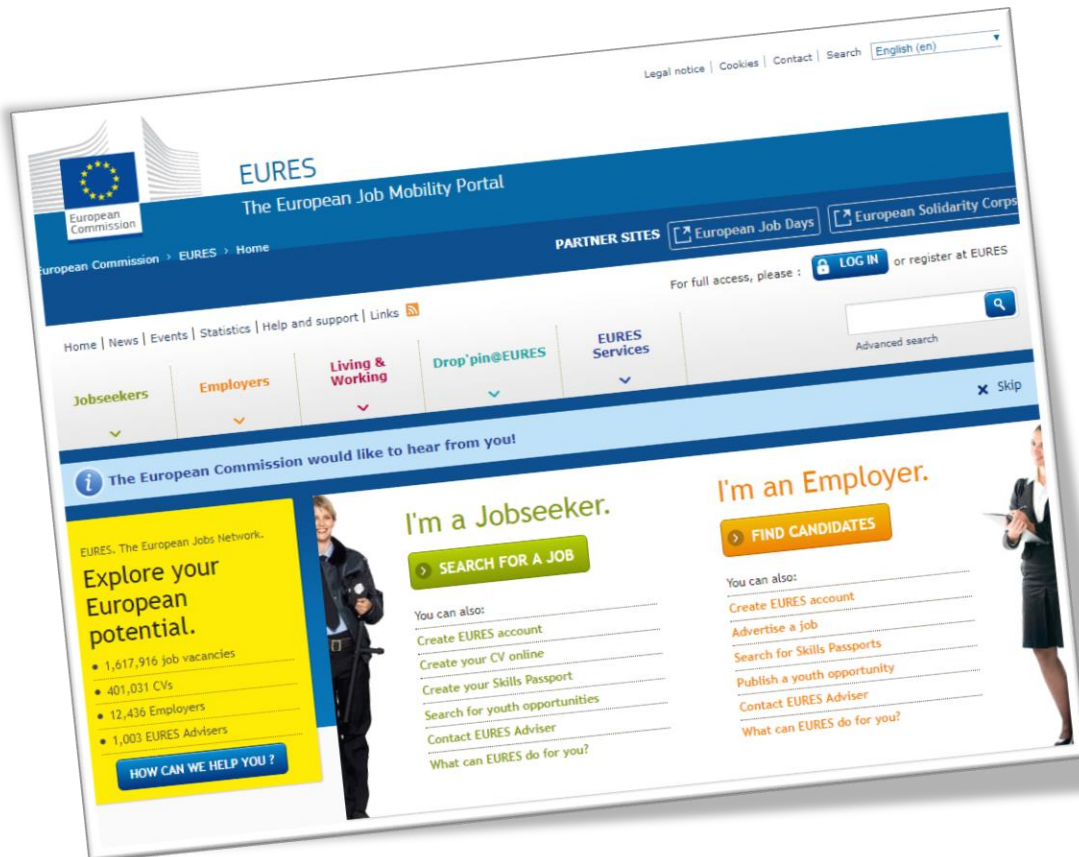 Legal notice | Cookies | Contact | Search English (en)
European
Commission
EURES
The European Job Mobility Portal
European Commission > EURES > Home
PARTNER SITES European Job Days European Solidarity Corps
For full access, please : LOG IN or register at EURES
Home | News | Events | Statistics | Help and support | Links
Advanced search
Jobseekers
Employers
Living &
Working
Drop'pin@EURES
EURES
Services
i The European Commission would like to hear from you!
x Skip
EURES. The European Jobs Network.
Explore your
European
potential.
• 1,617,916 job vacancies
• 401,031 CVs
• 12,436 Employers
• 1,003 EURES Advisers
HOW CAN WE HELP YOU ?
I'm a Jobseeker.
SEARCH FOR A JOB
You can also:
Create EURES account
Create your CV online
Create your Skills Passport
Search for youth opportunities
Contact EURES Adviser
What can EURES do for you?
I'm an Employer.
FIND CANDIDATES
You can also:
Create EURES account
Advertise a job
Search for Skills Passports
Publish a youth opportunity
Contact EURES Adviser
What can EURES do for you?